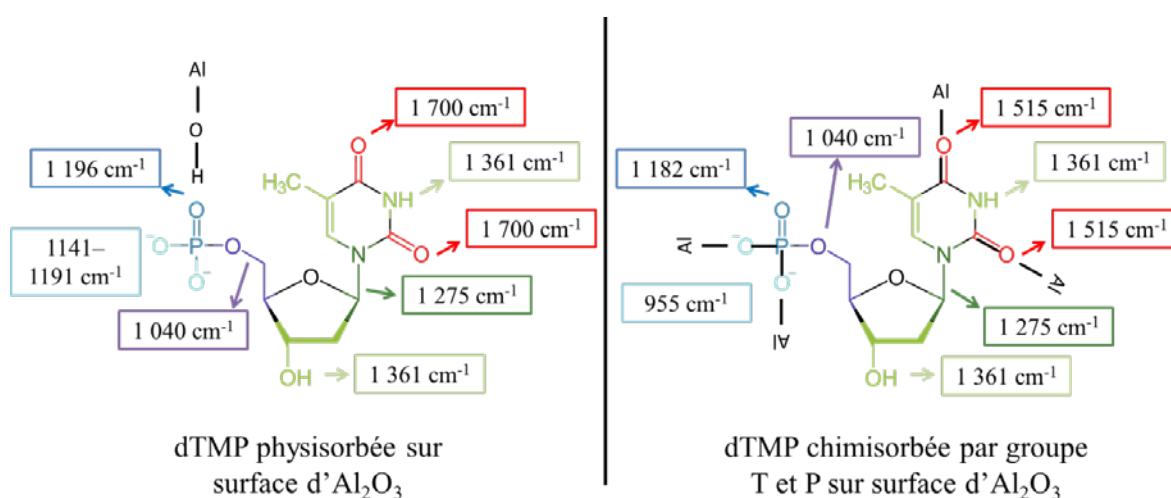 Al
O
H
1 196 cm-1
1141–
1191 cm-1
O
O-
P
O
O-
1 040 cm-1
H3C
O
1 700 cm-1
NH
1 361 cm-1
N
O
1 700 cm-1
O
1 275 cm-1
OH
1 361 cm-1
dTMP physisorbée sur
surface d'Al2O3
Al
O
1 515 cm-1
1 040 cm-1
1 182 cm-1
H3C
NH
1 361 cm-1
O
Al
O-
P
O
O-
Al
N
O
1 515 cm-1
Al
955 cm-1
O
1 275 cm-1
OH
1 361 cm-1
dTMP chimisorbée par groupe
T et P sur surface d'Al2O3